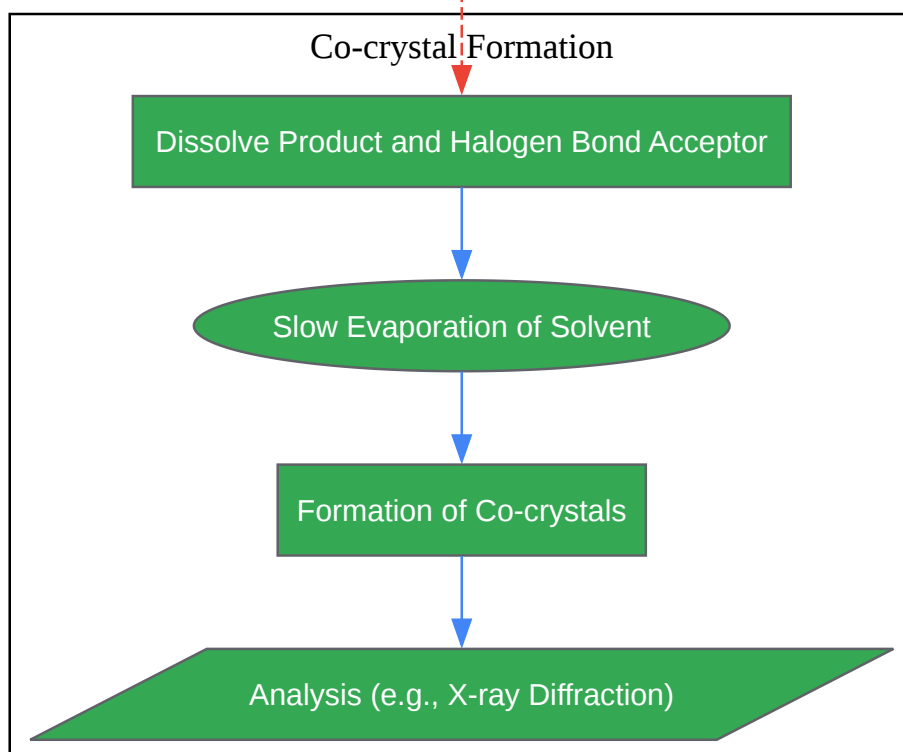 Co-crystal Formation
Dissolve Product and Halogen Bond Acceptor
Slow Evaporation of Solvent
Formation of Co-crystals
Analysis (e.g., X-ray Diffraction)